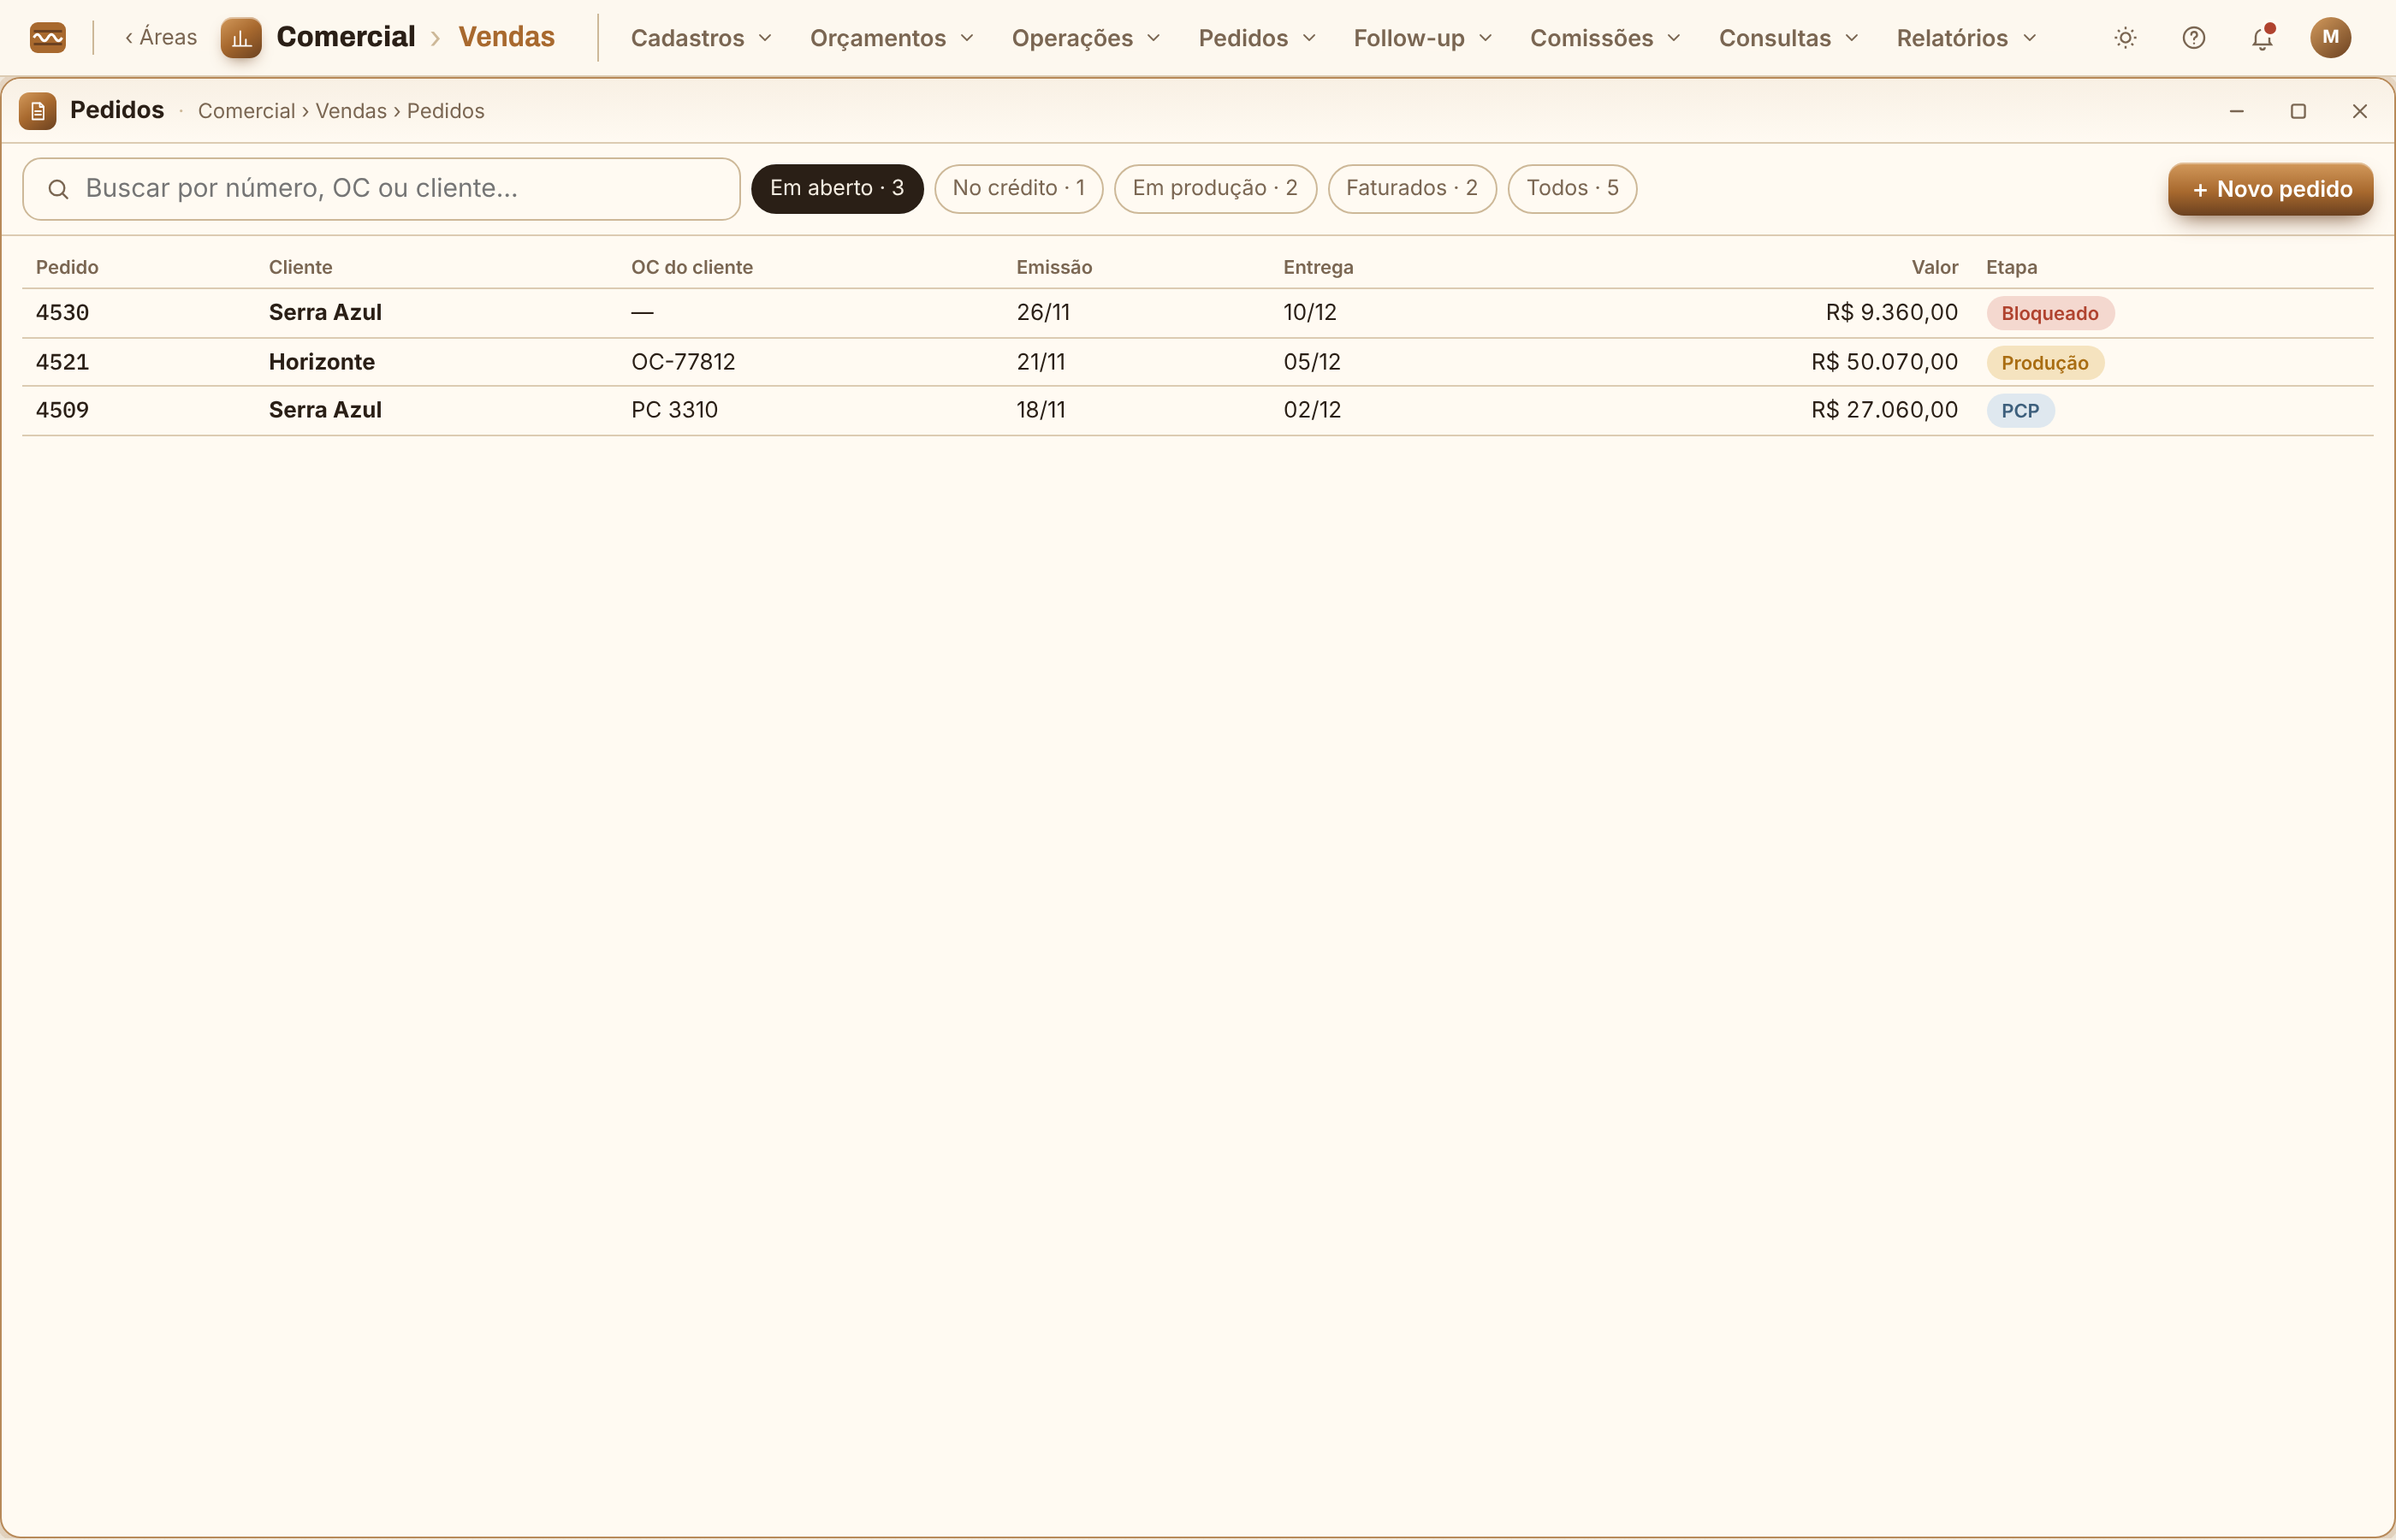 ‹ Áreas Comercial › Vendas Cadastros Orçamentos Operações Pedidos Follow-up Comissões Consultas Relatórios M
Pedidos · Comercial › Vendas › Pedidos
Buscar por número, OC ou cliente... Em aberto · 3 No crédito · 1 Em produção · 2 Faturados · 2 Todos · 5 + Novo pedido
Pedido Cliente OC do cliente Emissão Entrega Valor Etapa
4530 Serra Azul — 26/11 10/12 R$ 9.360,00 Bloqueado
4521 Horizonte OC-77812 21/11 05/12 R$ 50.070,00 Produção
4509 Serra Azul PC 3310 18/11 02/12 R$ 27.060,00 PCP